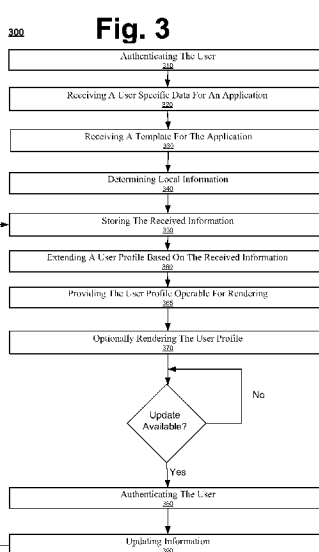 300
Fig. 3
Authenticating The User
310
Receiving A User Specific Data For An Application
320
Receiving A Template For The Application
330
Determining Local Information
340
Storing The Received Information
350
Extending A User Profile Based On The Received Information
360
Providing The User Profile Operable For Rendering
365
Optionally Rendering The User Profile
370
Update
Available?
No
Yes
Authenticating The User
380
Updating Information
390